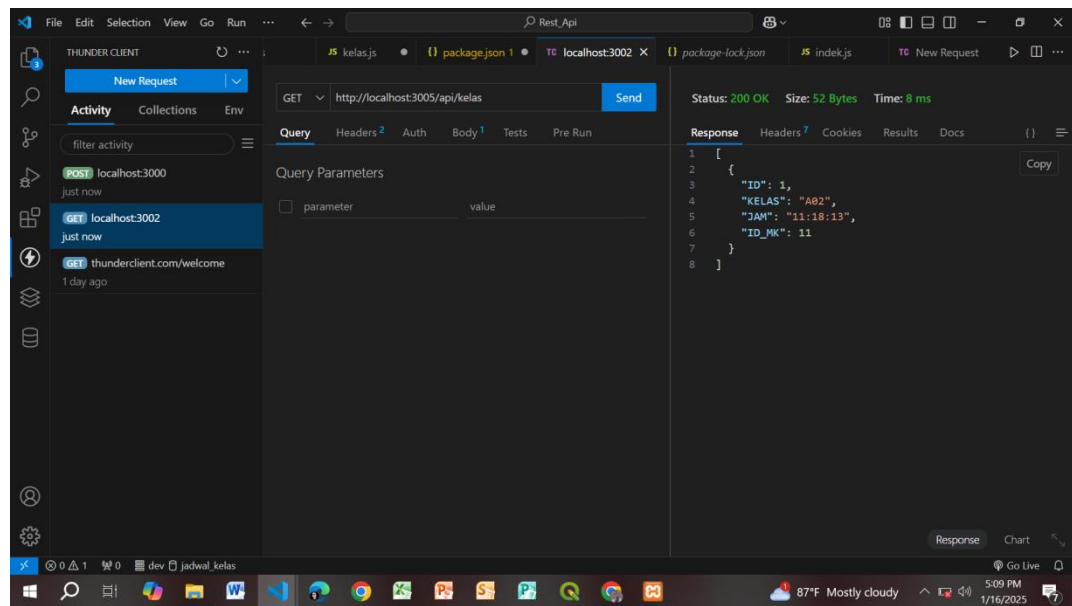 File Edit Selection View Go Run ··· Rest_Api
THUNDER CLIENT
New Request
Activity Collections Env
filter activity
POST localhost:3000
just now
GET localhost:3002
just now
GET thunderclient.com/welcome
1 day ago
JS kelas.js {} package.json 1 TC localhost:3002 {} package-lock.json JS indek.js TC New Request
GET http://localhost:3005/api/kelas Send
Query Headers 2 Auth Body 1 Tests Pre Run
Query Parameters
parameter value
Status: 200 OK Size: 52 Bytes Time: 8 ms
Response Headers 7 Cookies Results Docs {}
Copy
1 [
2 {
3 "ID": 1,
4 "KELAS": "A02",
5 "JAM": "11:18:13",
6 "ID_MK": 11
7 }
8 ]
Response Chart
0 1 0 dev jadwal_kelas Go Live
87°F Mostly cloudy 5:09 PM
1/16/2025